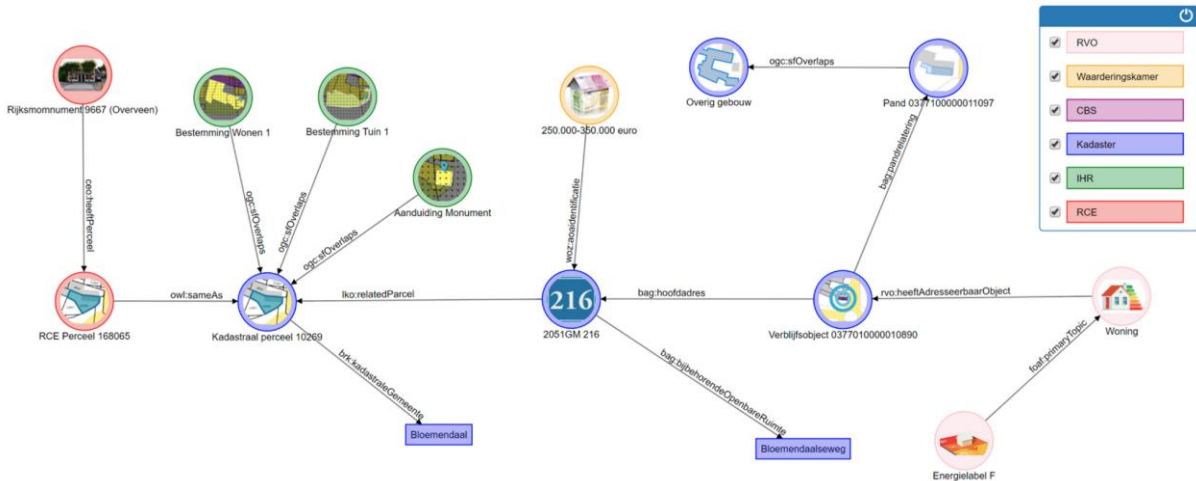 RVO
Waarderingskamer
CBS
Kadaster
IHR
RCE
Rijksmomnument 9667 (Overveen)
Bestemming Wonen 1
Bestemming Tuin 1
250.000-350.000 euro
Overig gebouw
ogc:sfOverlaps
Pand 0377100000011097
Aanduiding Monument
ceo:heeftPerceel
ogc:sfOverlaps
ogc:sfOverlaps
ogc:sfOverlaps
woz:aoaidentificatie
bag:pandrelatering
RCE Perceel 168065
owl:sameAs
Kadastraal perceel 10269
lko:relatedParcel
216
2051GM 216
bag:hoofdadres
Verblijfsobject 0377010000010890
rvo:heeftAdresseerbaarObject
Woning
brk:kadastraleGemeente
bag:bijbehorendeOpenbareRuimte
foaf:primaryTopic
Bloemendaal
Bloemendaalseweg
Energielabel F